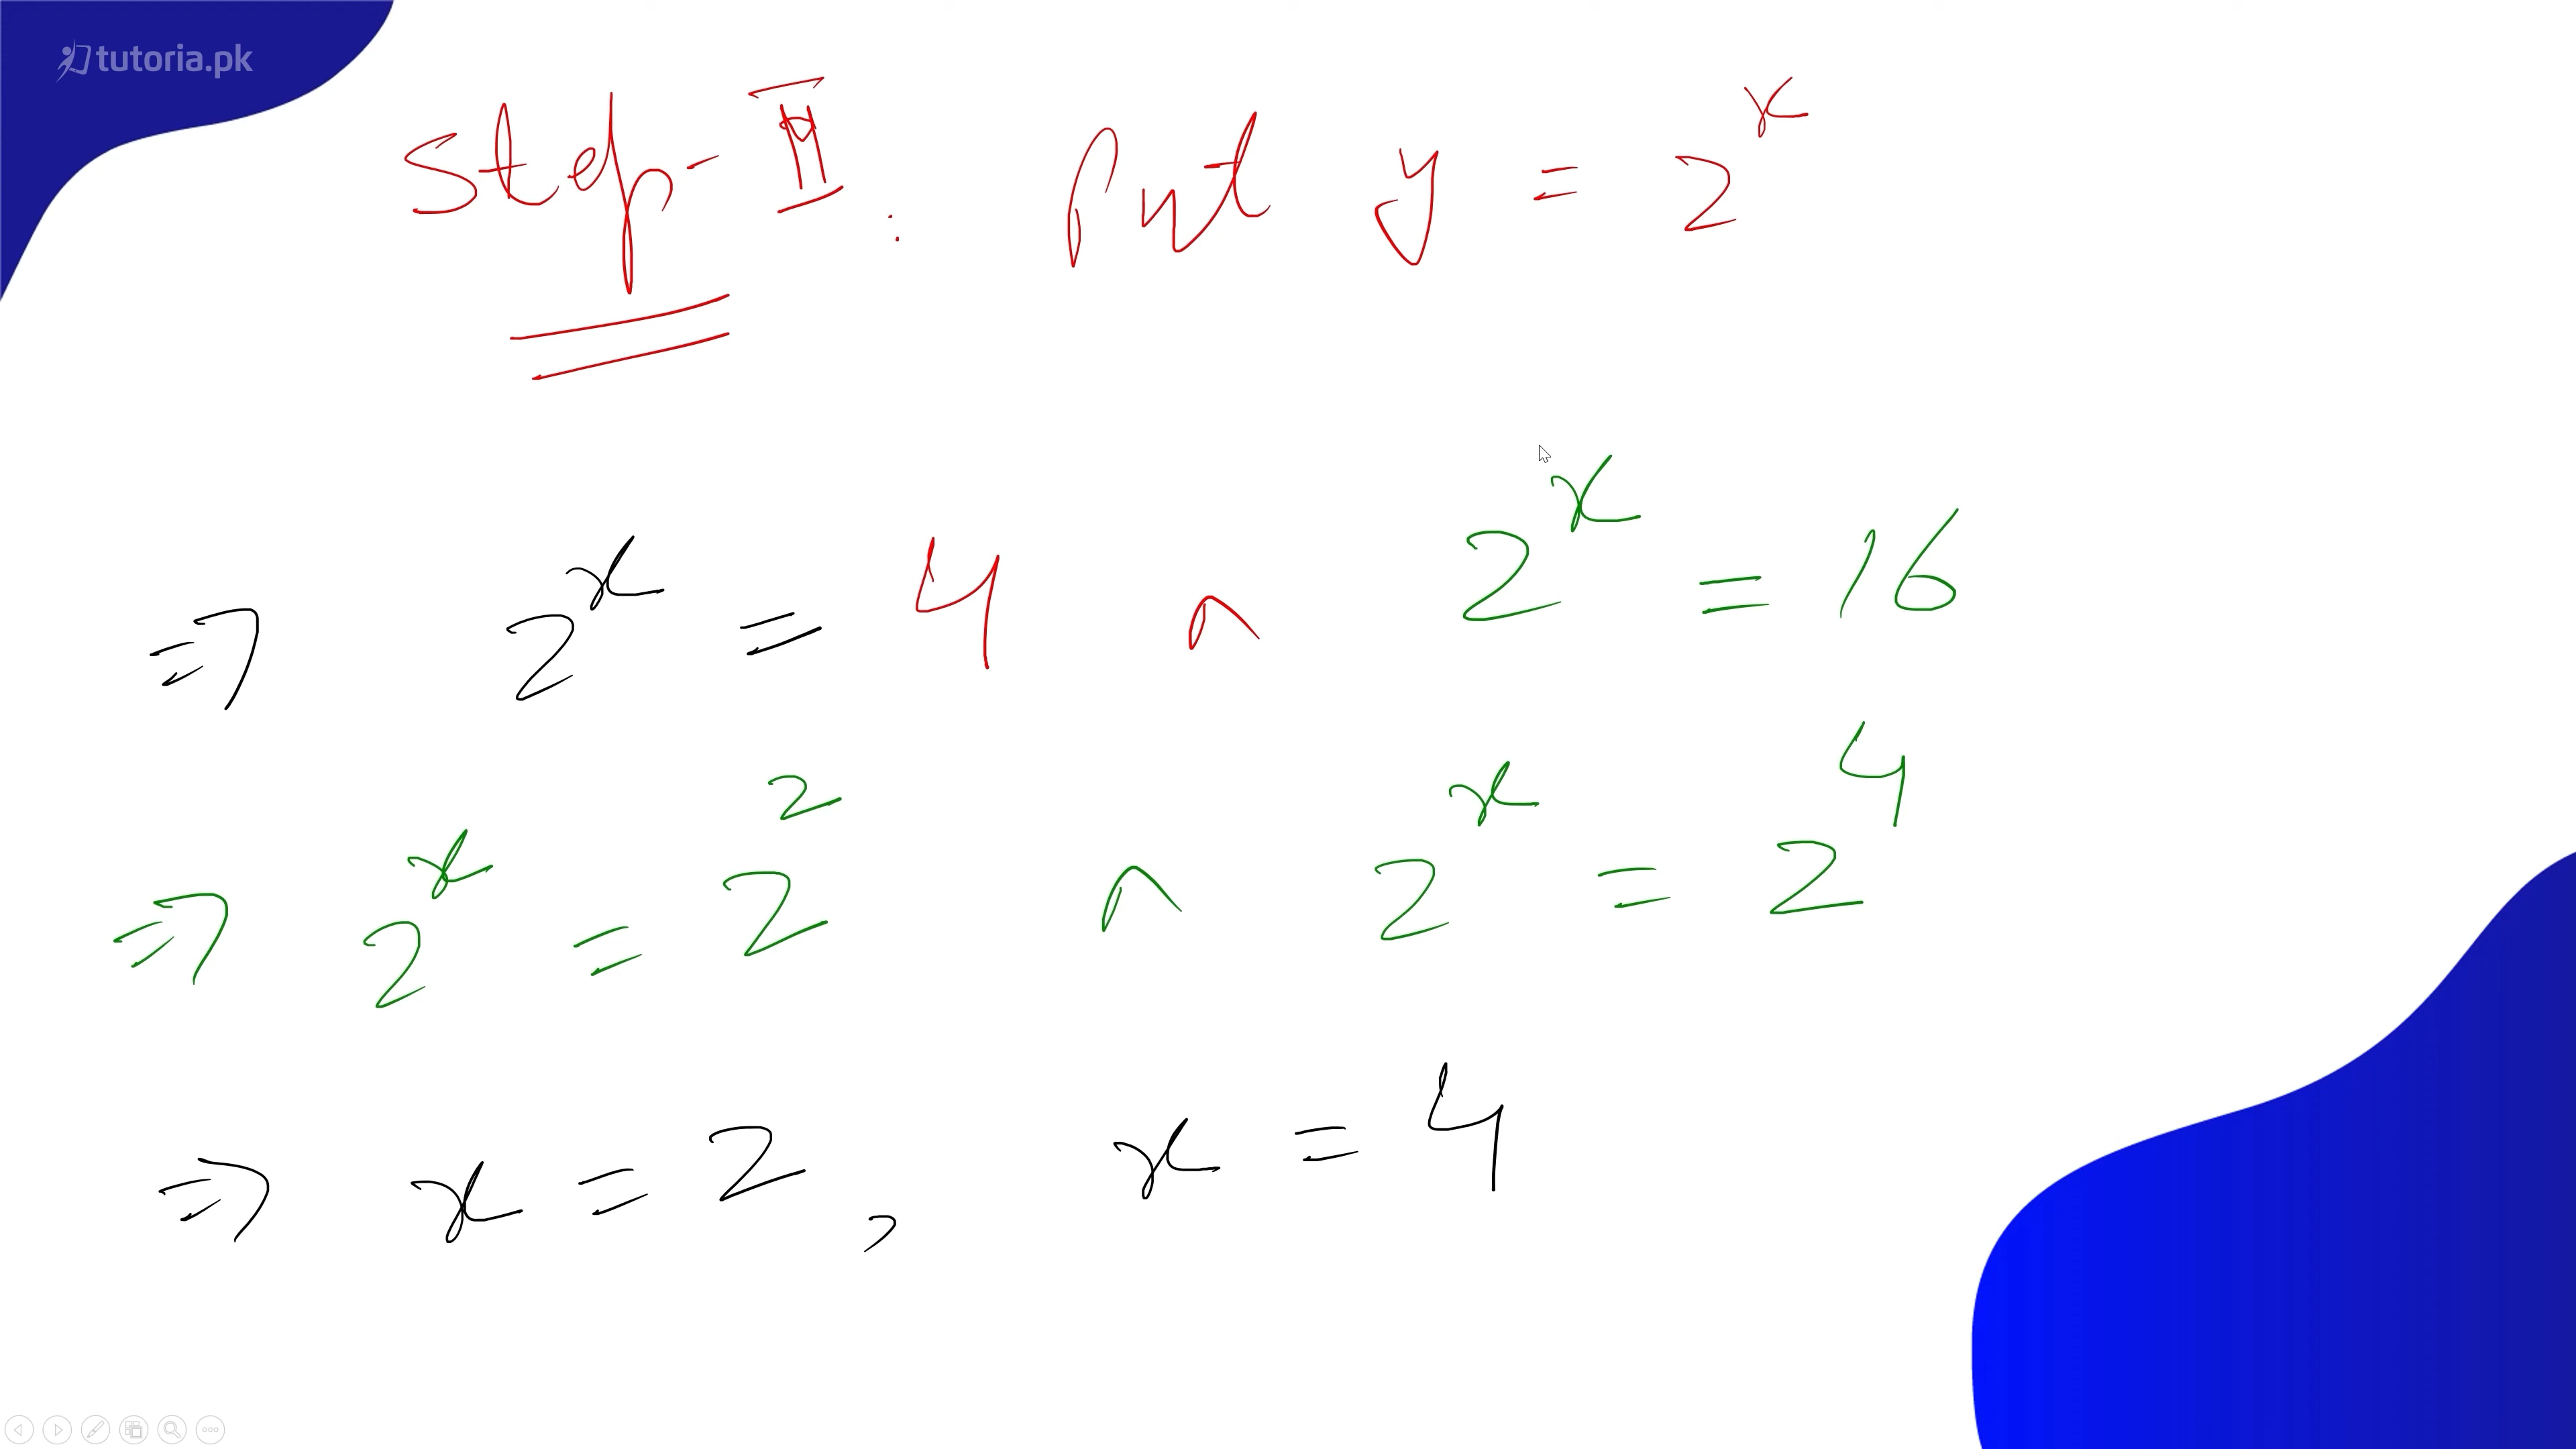 tutoria.pk
Step-II : Put y = 2^x
⇒ 2^x = 4 ∧ 2^x = 16
⇒ 2^x = 2^2 ∧ 2^x = 2^4
⇒ x = 2 , x = 4